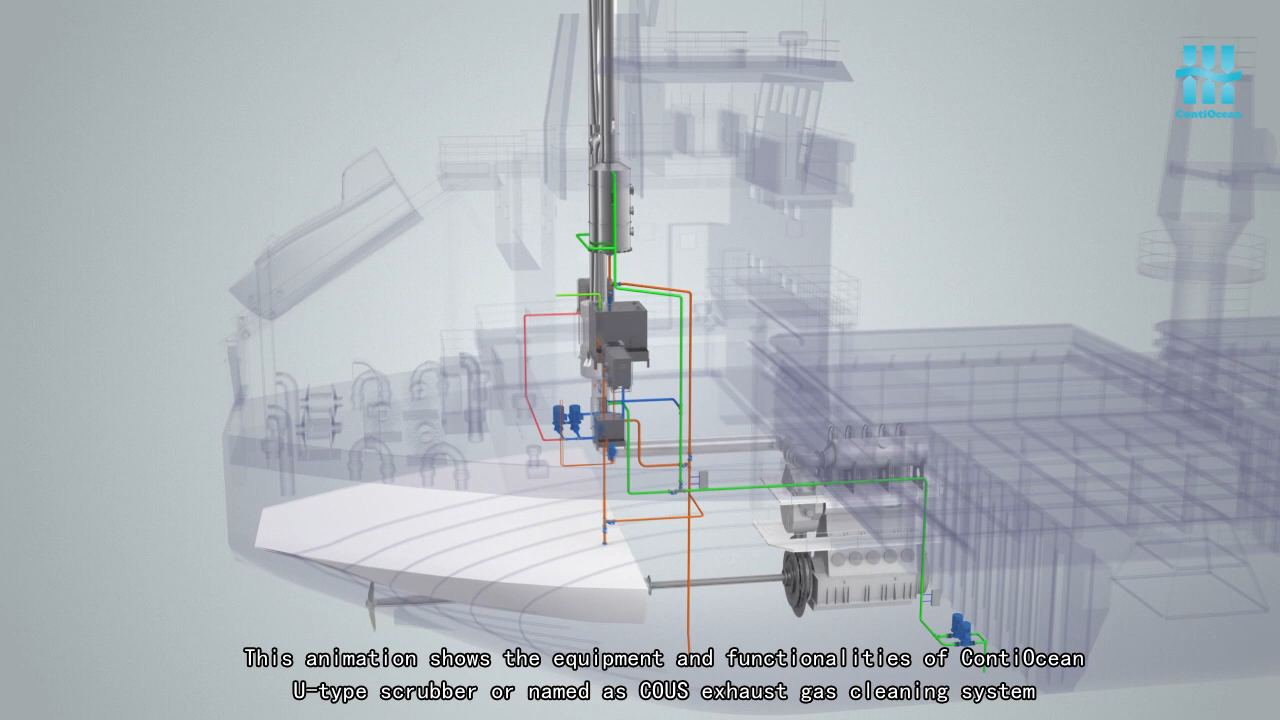 ContiOcean
This animation shows the equipment and functionalities of ContiOcean
U-type scrubber or named as COUS exhaust gas cleaning system